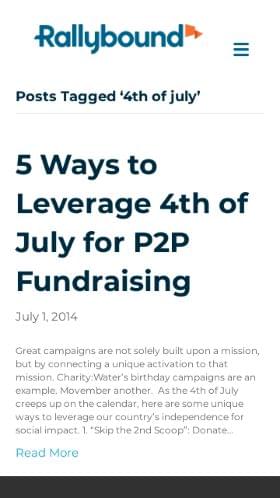 Rallybound
Posts Tagged ‘4th of july’
5 Ways to
Leverage 4th of
July for P2P
Fundraising
July 1, 2014
Great campaigns are not solely built upon a mission,
but by connecting a unique activation to that
mission. Charity:Water’s birthday campaigns are an
example. Movember another.  As the 4th of July
creeps up on the calendar, here are some unique
ways to leverage our country’s independence for
social impact. 1. “Skip the 2nd Scoop”: Donate...
Read More